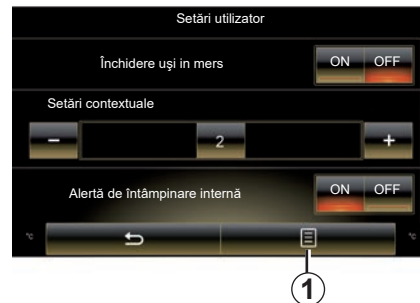 Setări utilizator
Închidere uşi in mers
ON OFF
Setări contextuale
− 2 +
Alertă de întâmpinare internă
ON OFF
°C °C
1